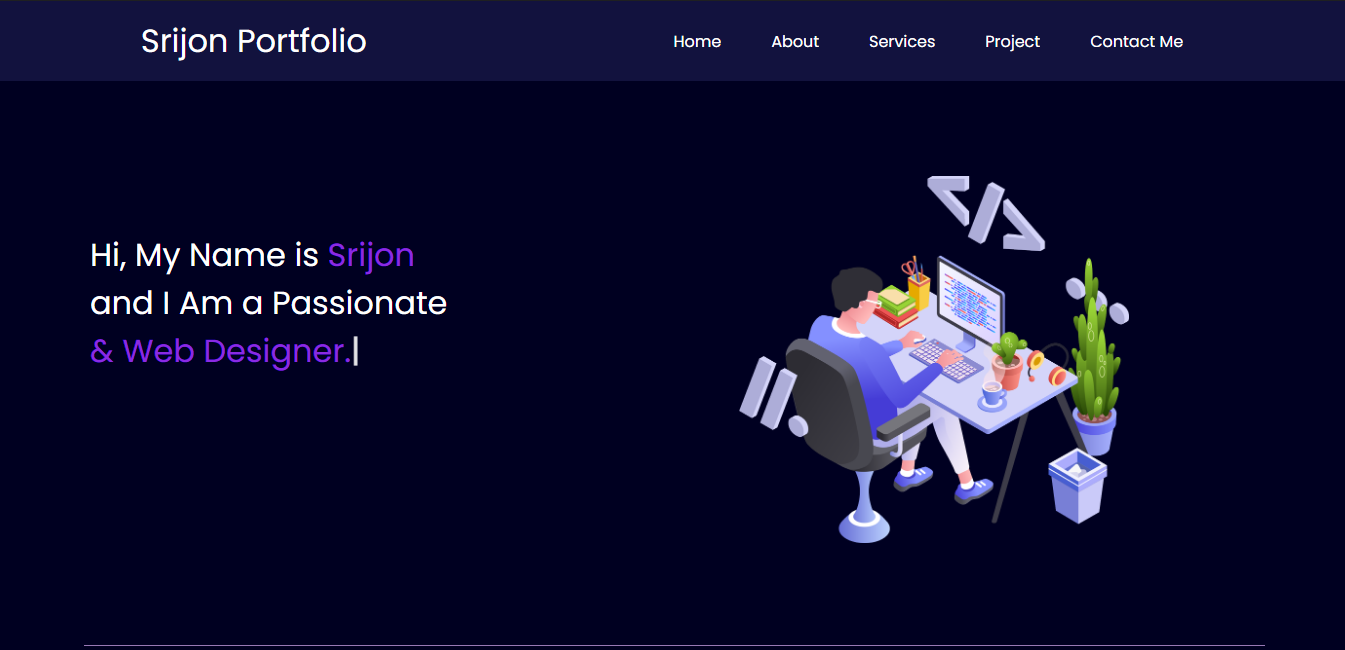 Srijon Portfolio
Home About Services Project Contact Me
</>
Hi, My Name is Srijon
and I Am a Passionate
& Web Designer.|